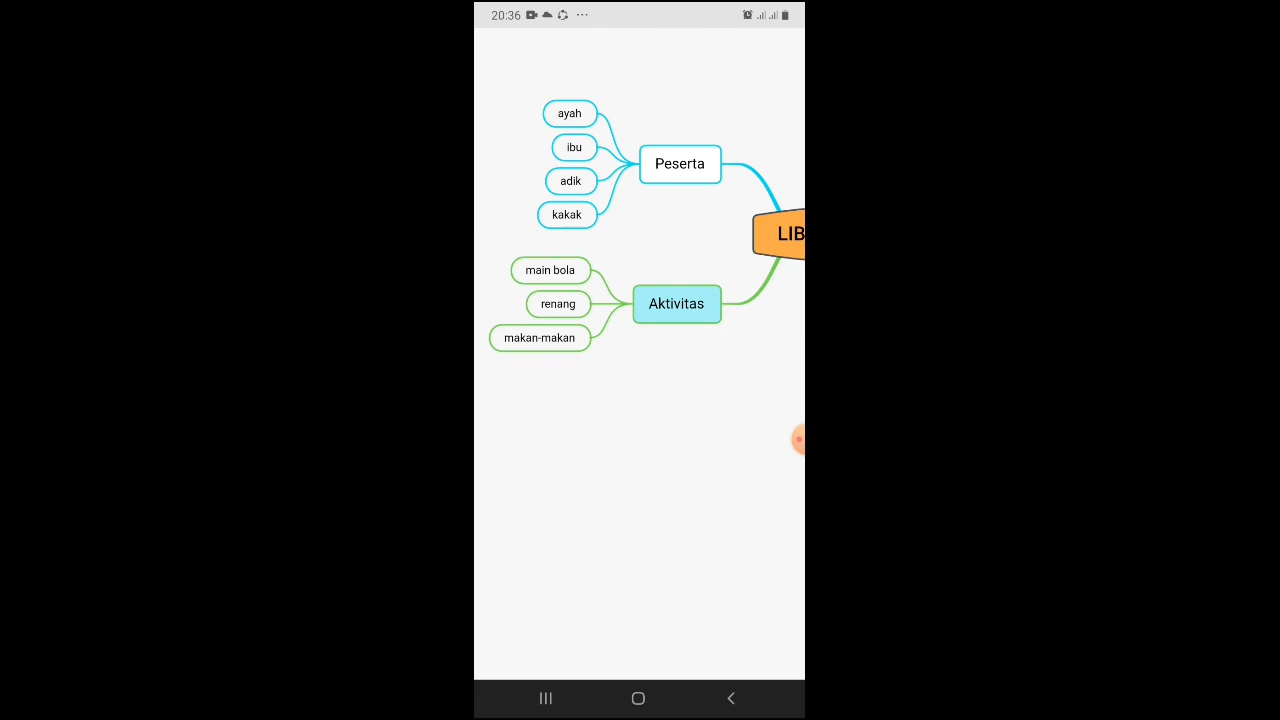 20:36
ayah
ibu
adik
kakak
Peserta
LIB
main bola
renang
makan-makan
Aktivitas